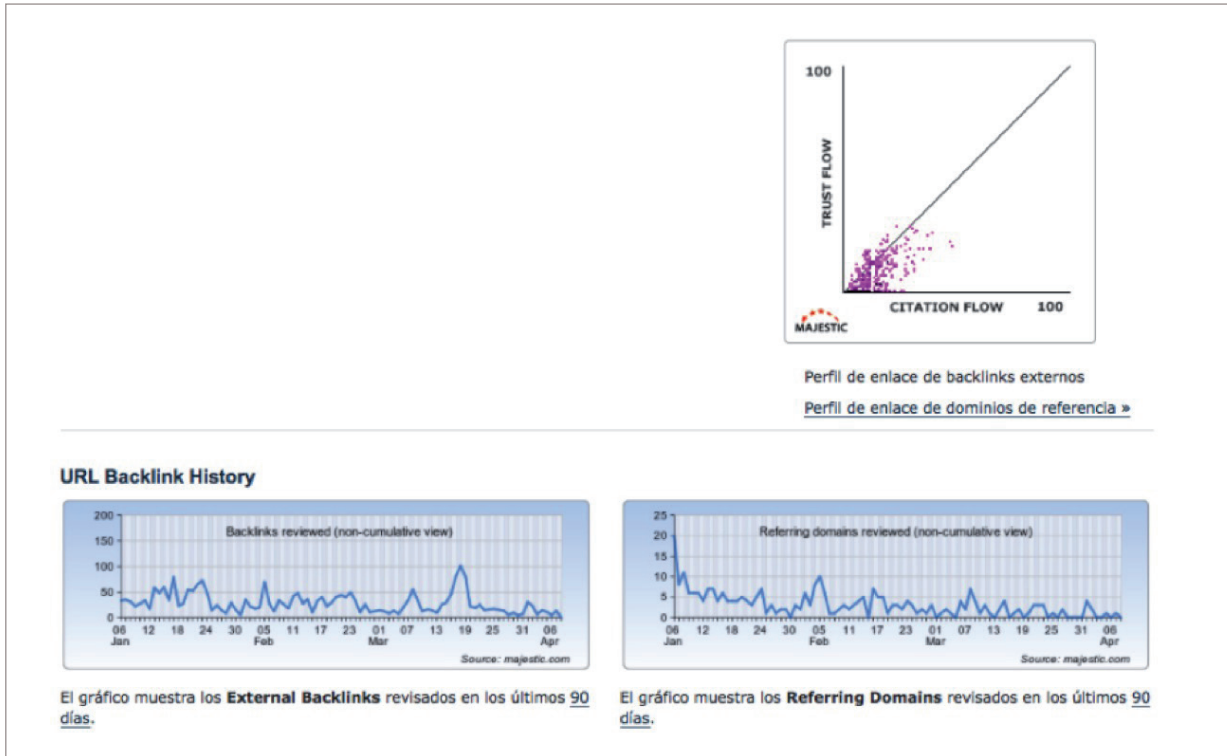 100
TRUST FLOW
CITATION FLOW 100
MAJESTIC
Perfil de enlace de backlinks externos
Perfil de enlace de dominios de referencia »
URL Backlink History
Backlinks reviewed (non-cumulative view)
200
150
100
50
0
06 12 18 24 30 05 11 17 23 01 07 13 19 25 31 06
Jan Feb Mar Apr
Source: majestic.com
El gráfico muestra los External Backlinks revisados en los últimos 90
días.
Referring domains reviewed (non-cumulative view)
25
20
15
10
5
0
06 12 18 24 30 05 11 17 23 01 07 13 19 25 31 06
Jan Feb Mar Apr
Source: majestic.com
El gráfico muestra los Referring Domains revisados en los últimos 90
días.